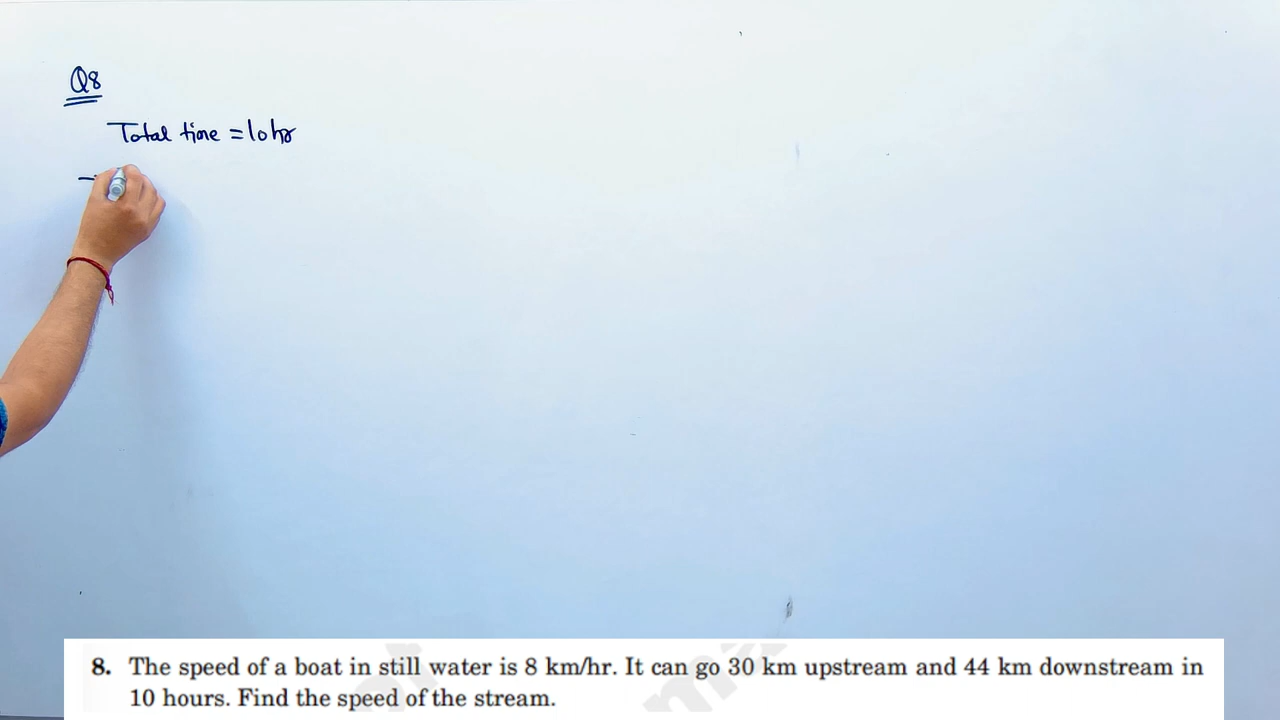 Q8
Total time = 10 hr
8. The speed of a boat in still water is 8 km/hr. It can go 30 km upstream and 44 km downstream in
10 hours. Find the speed of the stream.